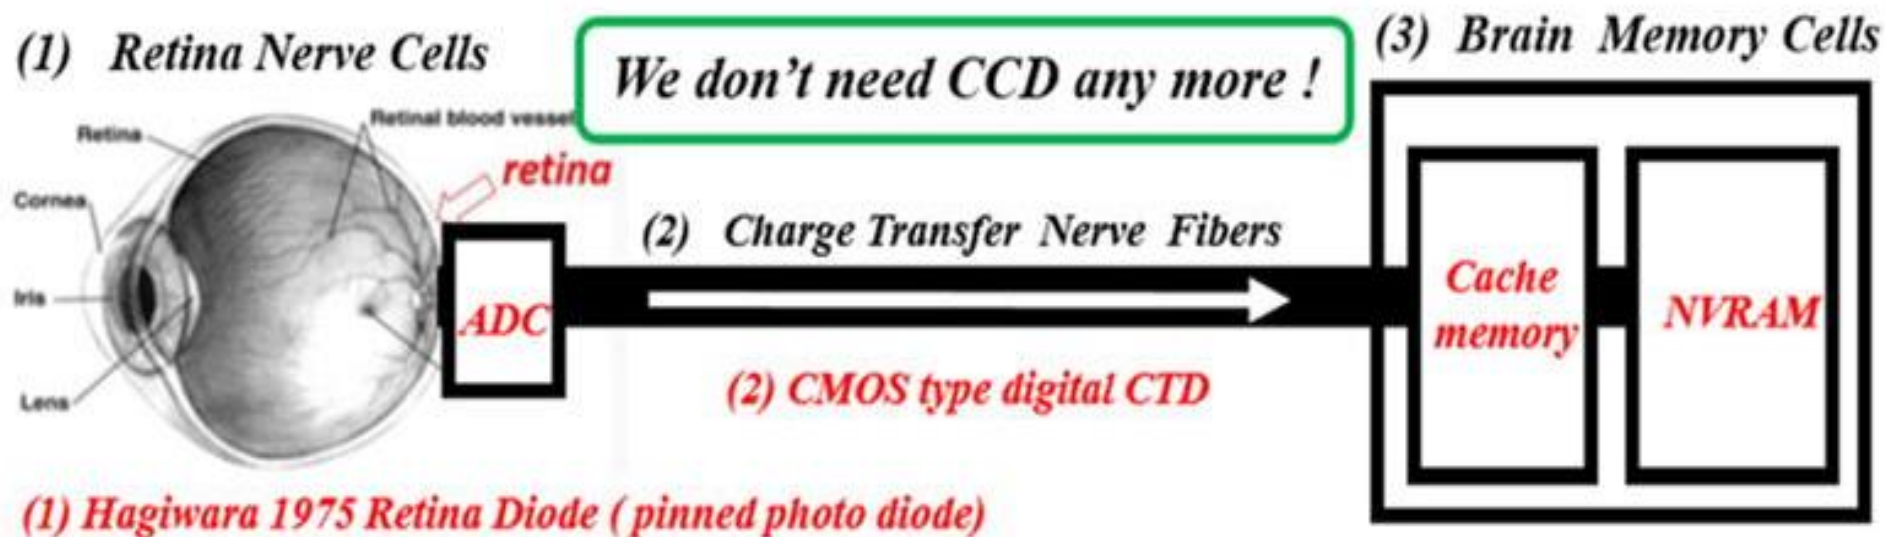 (1) Retina Nerve Cells
We don't need CCD any more !
(3) Brain Memory Cells
Retinal blood vessel
Retina
retina
Cornea
(2) Charge Transfer Nerve Fibers
Iris
ADC
Cache
memory
NVRAM
(2) CMOS type digital CTD
Lens
(1) Hagiwara 1975 Retina Diode ( pinned photo diode)